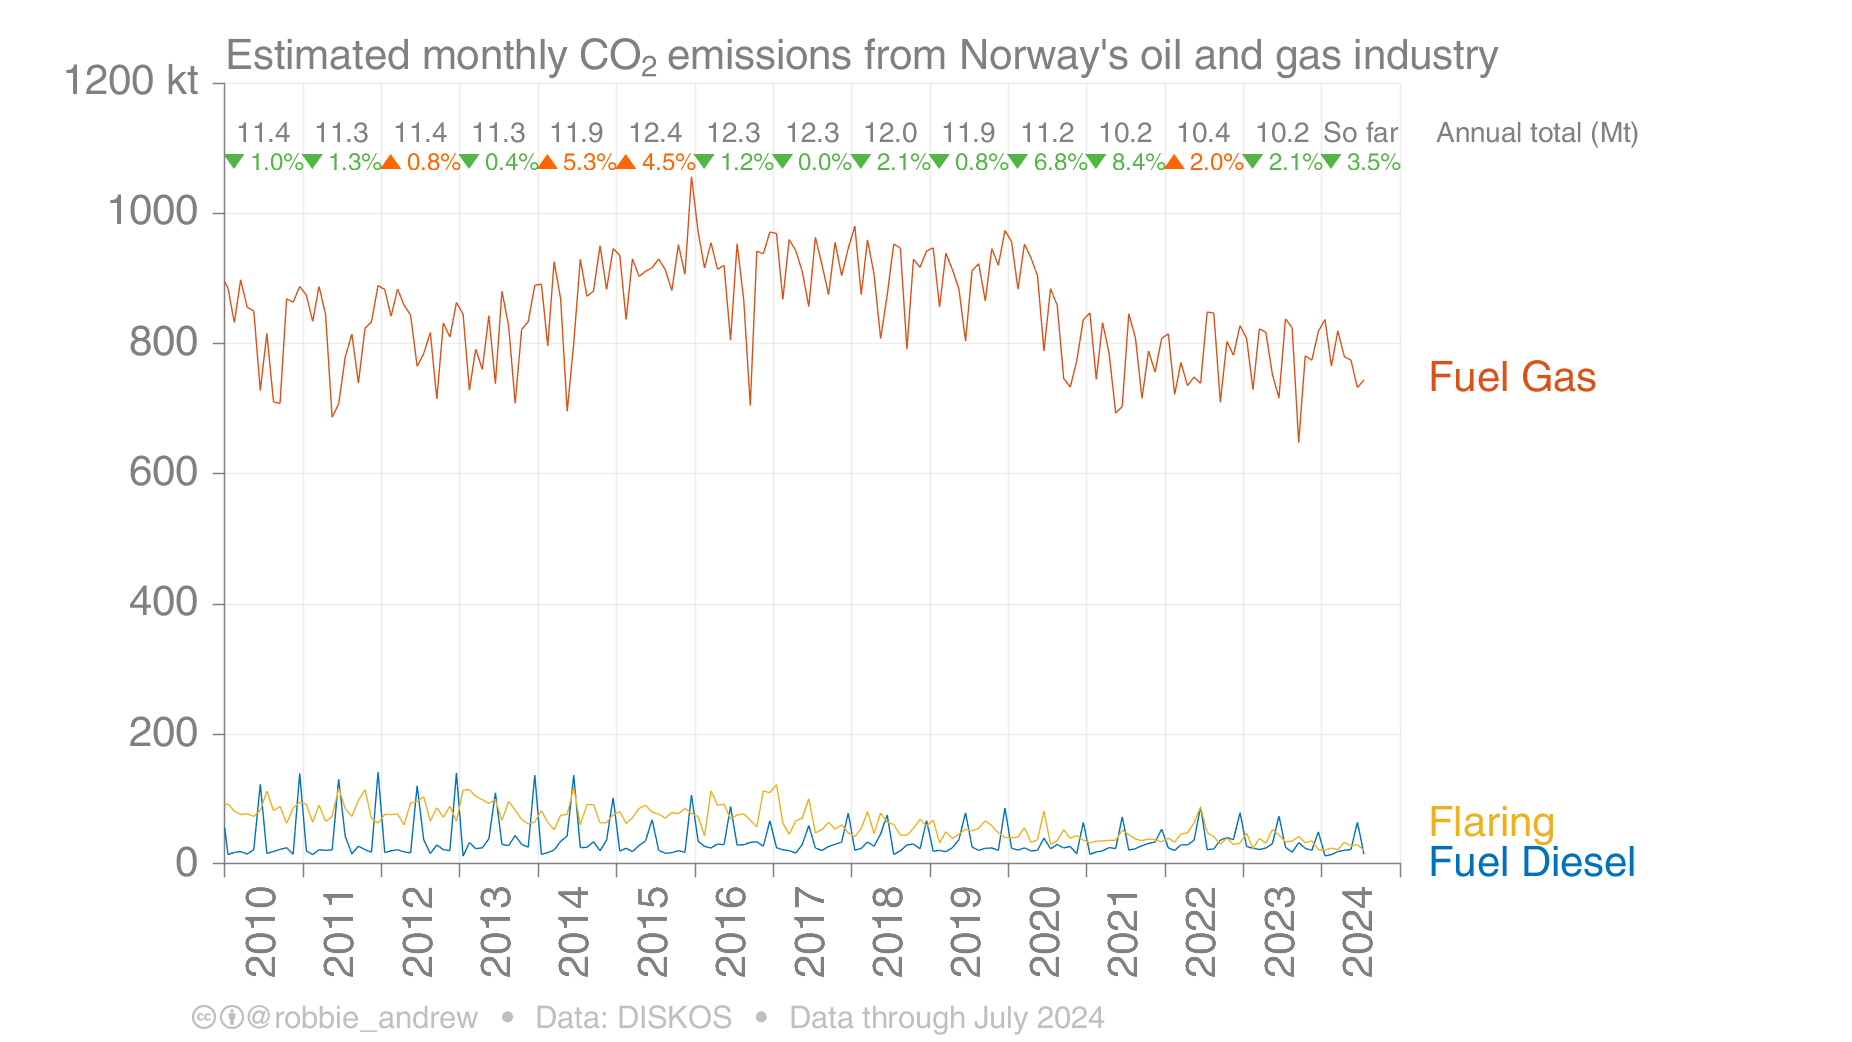 Estimated monthly CO₂ emissions from Norway's oil and gas industry
1200 kt
11.4 11.3 11.4 11.3 11.9 12.4 12.3 12.3 12.0 11.9 11.2 10.2 10.4 10.2 So far Annual total (Mt)
▼ 1.0% ▼ 1.3% ▲ 0.8% ▼ 0.4% ▲ 5.3% ▲ 4.5% ▼ 1.2% ▼ 0.0% ▼ 2.1% ▼ 0.8% ▼ 6.8% ▼ 8.4% ▲ 2.0% ▼ 2.1% ▼ 3.5%
1000
800
Fuel Gas
600
400
200
Flaring
Fuel Diesel
0
2010 2011 2012 2013 2014 2015 2016 2017 2018 2019 2020 2021 2022 2023 2024
@robbie_andrew • Data: DISKOS • Data through July 2024